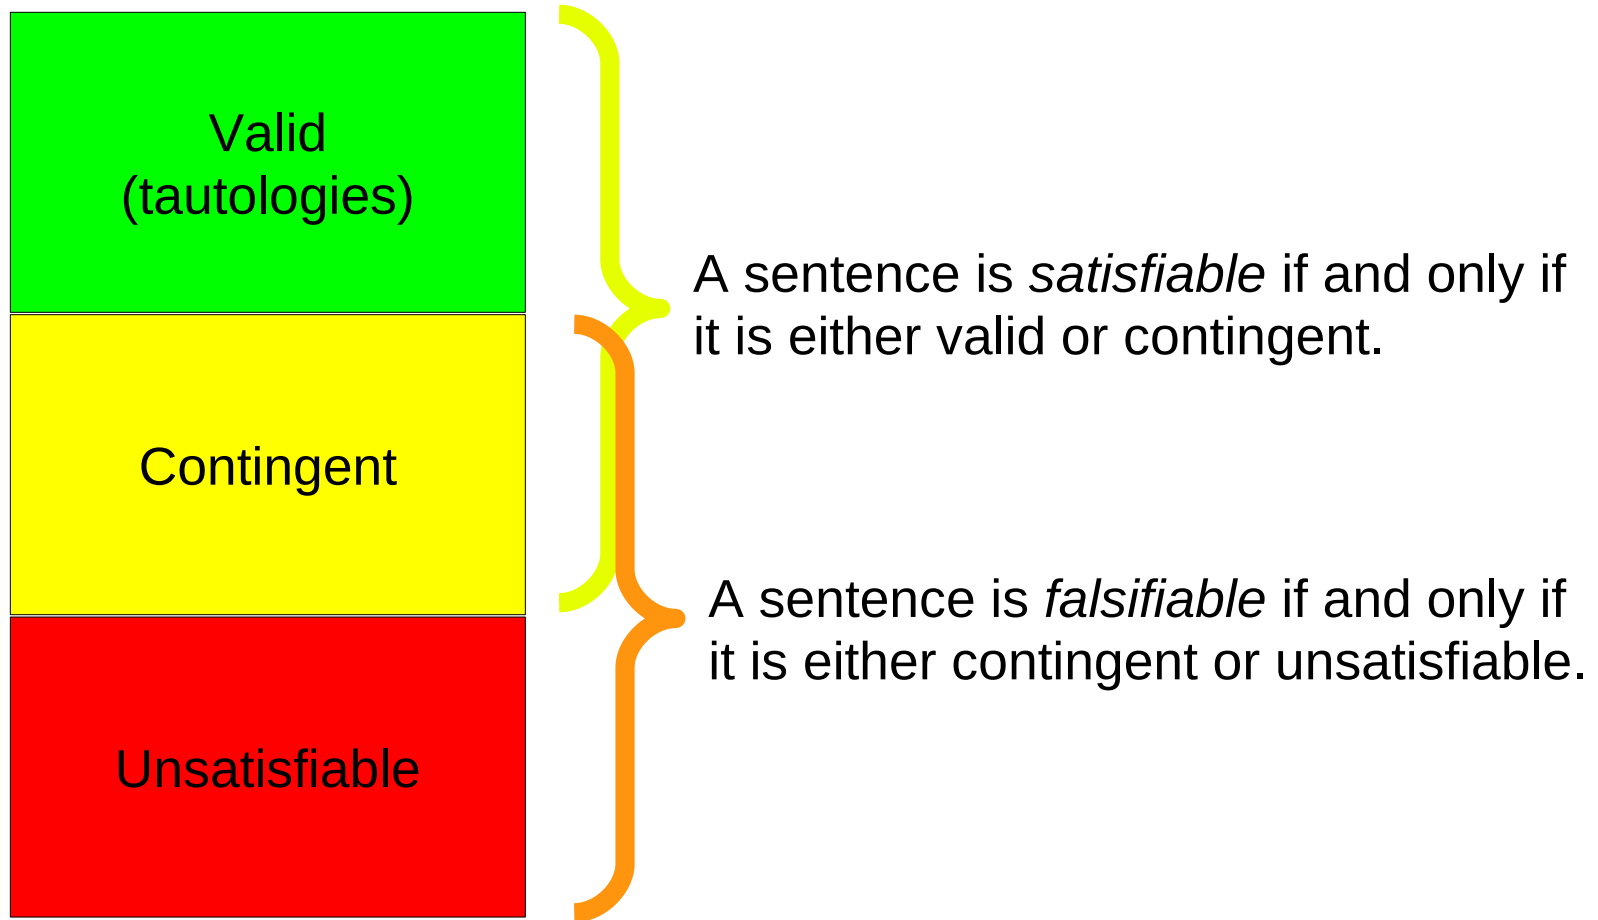 Valid
(tautologies)
Contingent
Unsatisfiable
A sentence is satisfiable if and only if
it is either valid or contingent.
A sentence is falsifiable if and only if
it is either contingent or unsatisfiable.